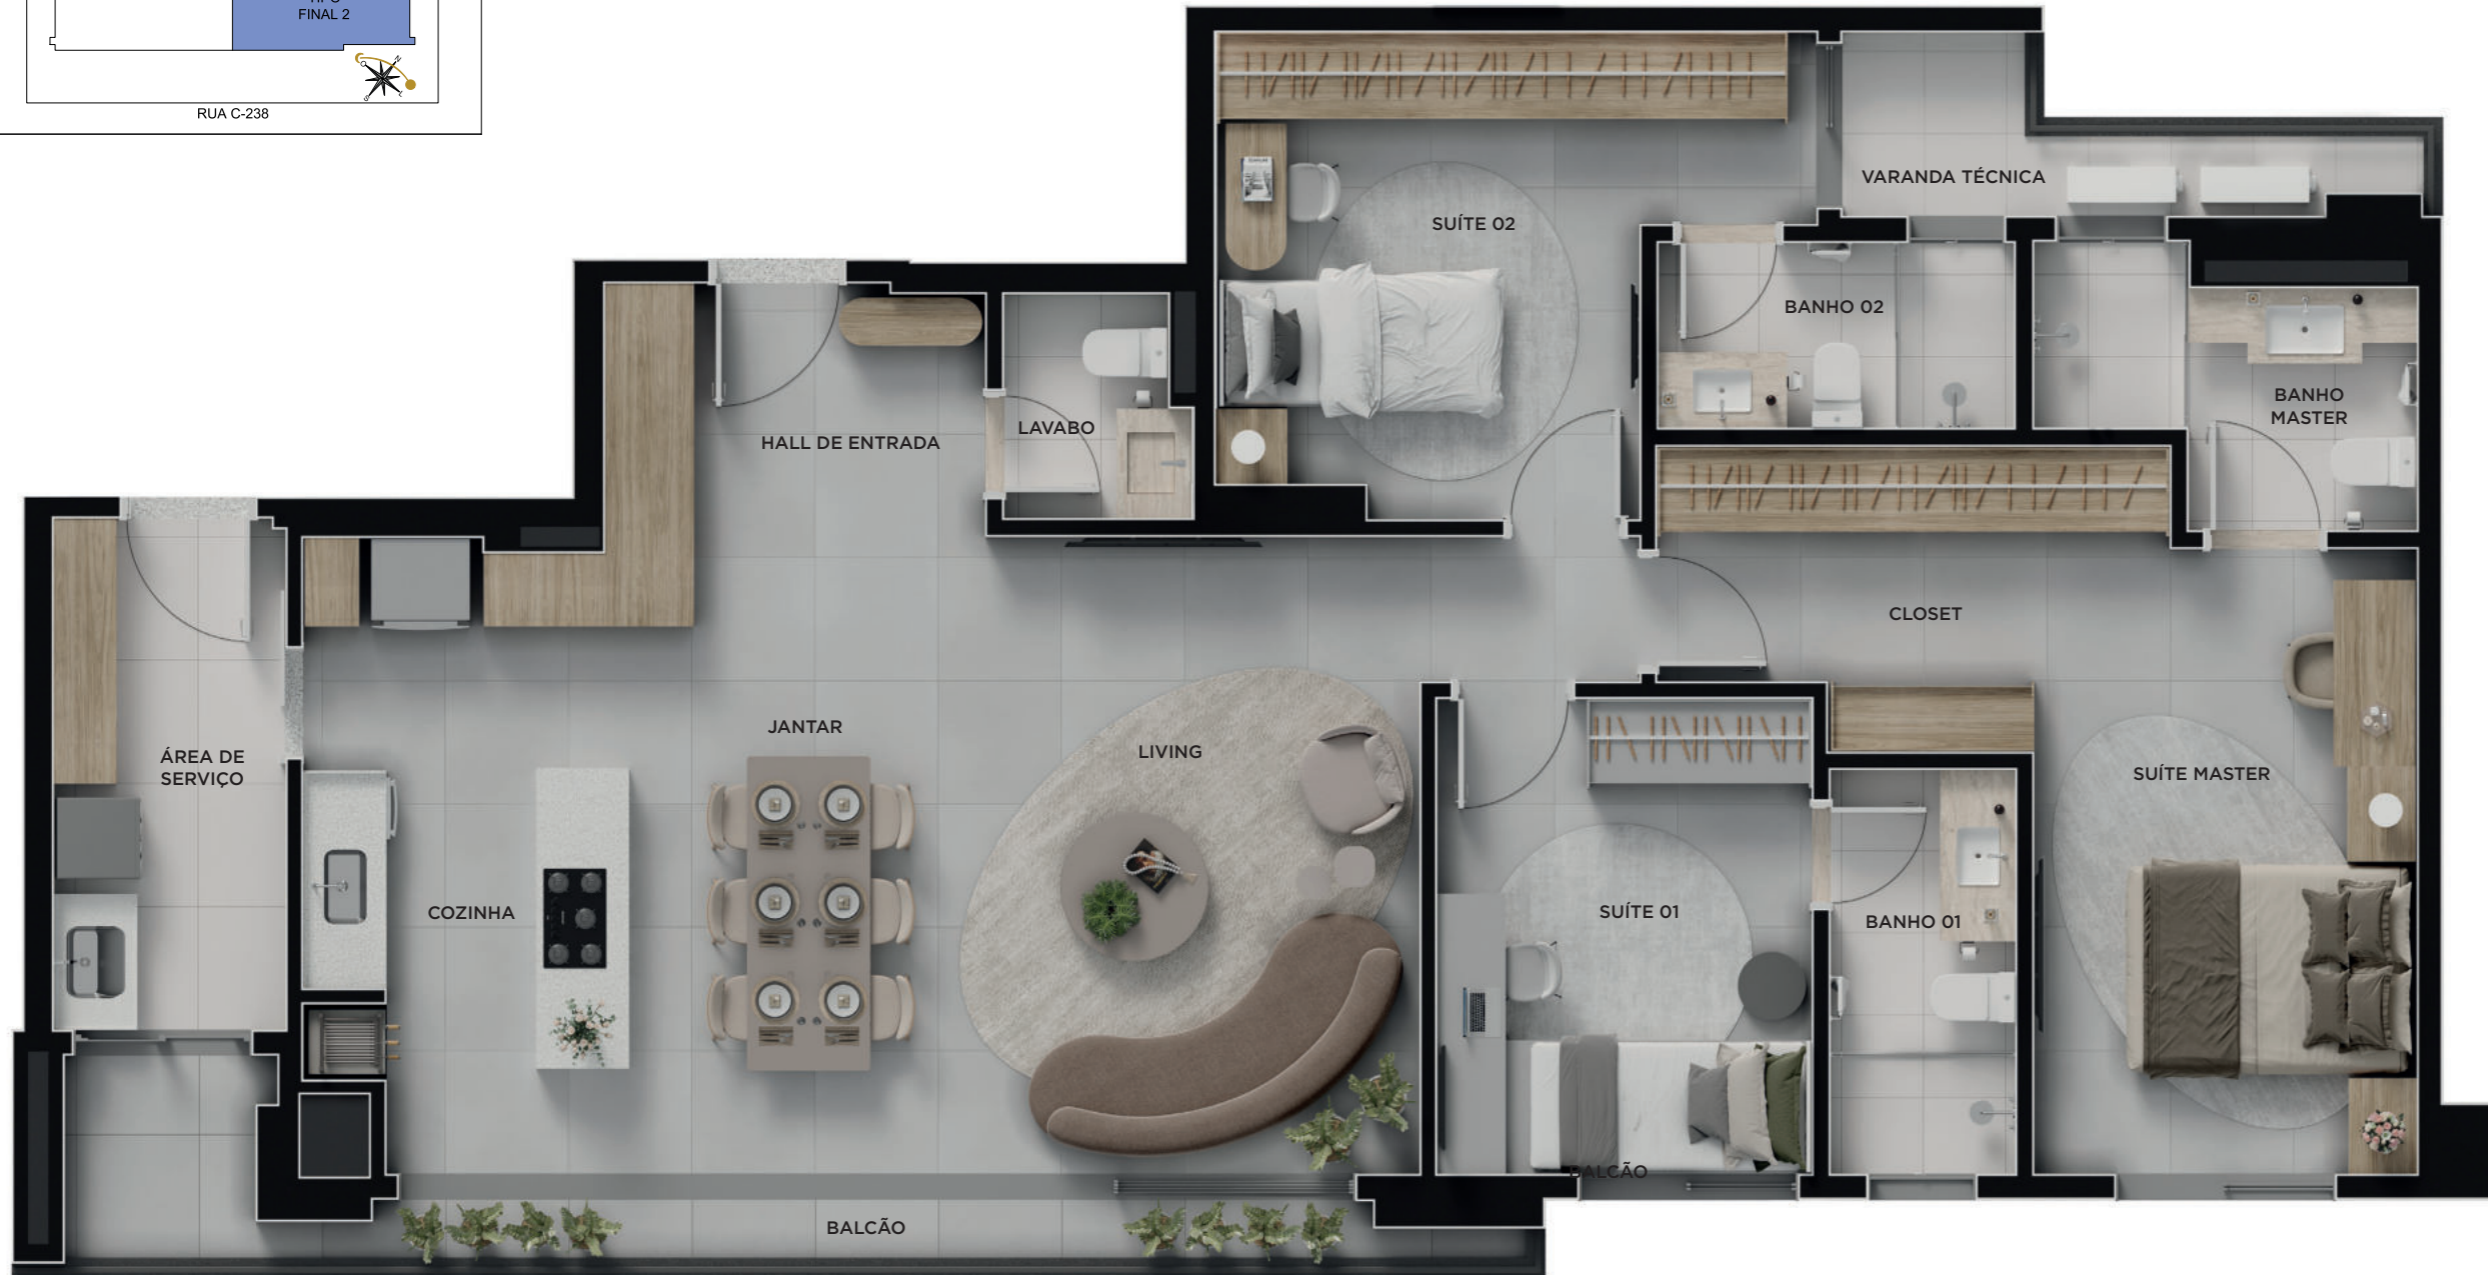 FINAL 2
RUA C-238
VARANDA TÉCNICA
SUÍTE 02
BANHO 02
BANHO
MASTER
LAVABO
HALL DE ENTRADA
CLOSET
JANTAR
LIVING
ÁREA DE
SERVIÇO
SUÍTE MASTER
COZINHA
SUÍTE 01
BANHO 01
BALCÃO
BALCÃO